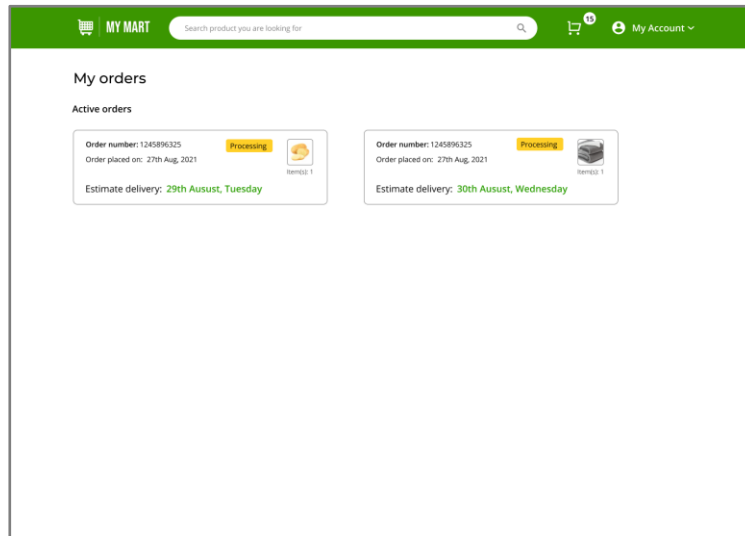 MY MART
Search product you are looking for
15
My Account
My orders
Active orders
Order number: 1245896325
Processing
Order placed on: 27th Aug, 2021
Item(s): 1
Estimate delivery: 29th Ausust, Tuesday
Order number: 1245896325
Processing
Order placed on: 27th Aug, 2021
Item(s): 1
Estimate delivery: 30th Ausust, Wednesday